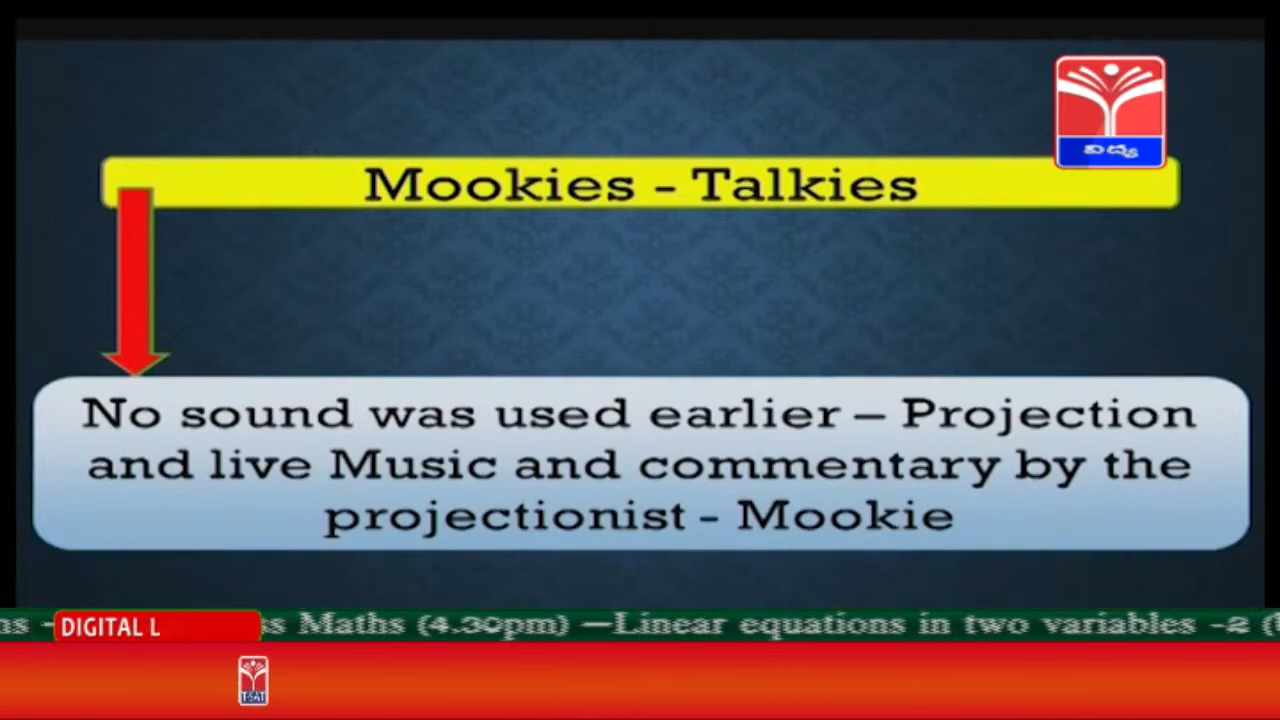 విద్య
Mookies - Talkies
No sound was used earlier – Projection
and live Music and commentary by the
projectionist - Mookie
DIGITAL L
Maths (4.30pm) –Linear equations in two variables -2
T-SAT